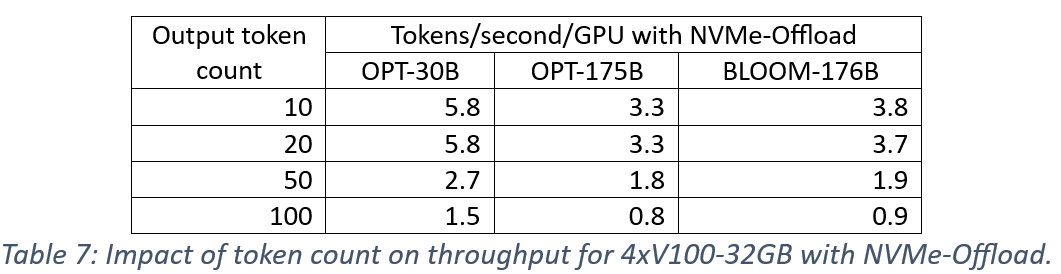 Output token count Tokens/second/GPU with NVMe-Offload
OPT-30B OPT-175B BLOOM-176B
10 5.8 3.3 3.8
20 5.8 3.3 3.7
50 2.7 1.8 1.9
100 1.5 0.8 0.9
Table 7: Impact of token count on throughput for 4xV100-32GB with NVMe-Offload.